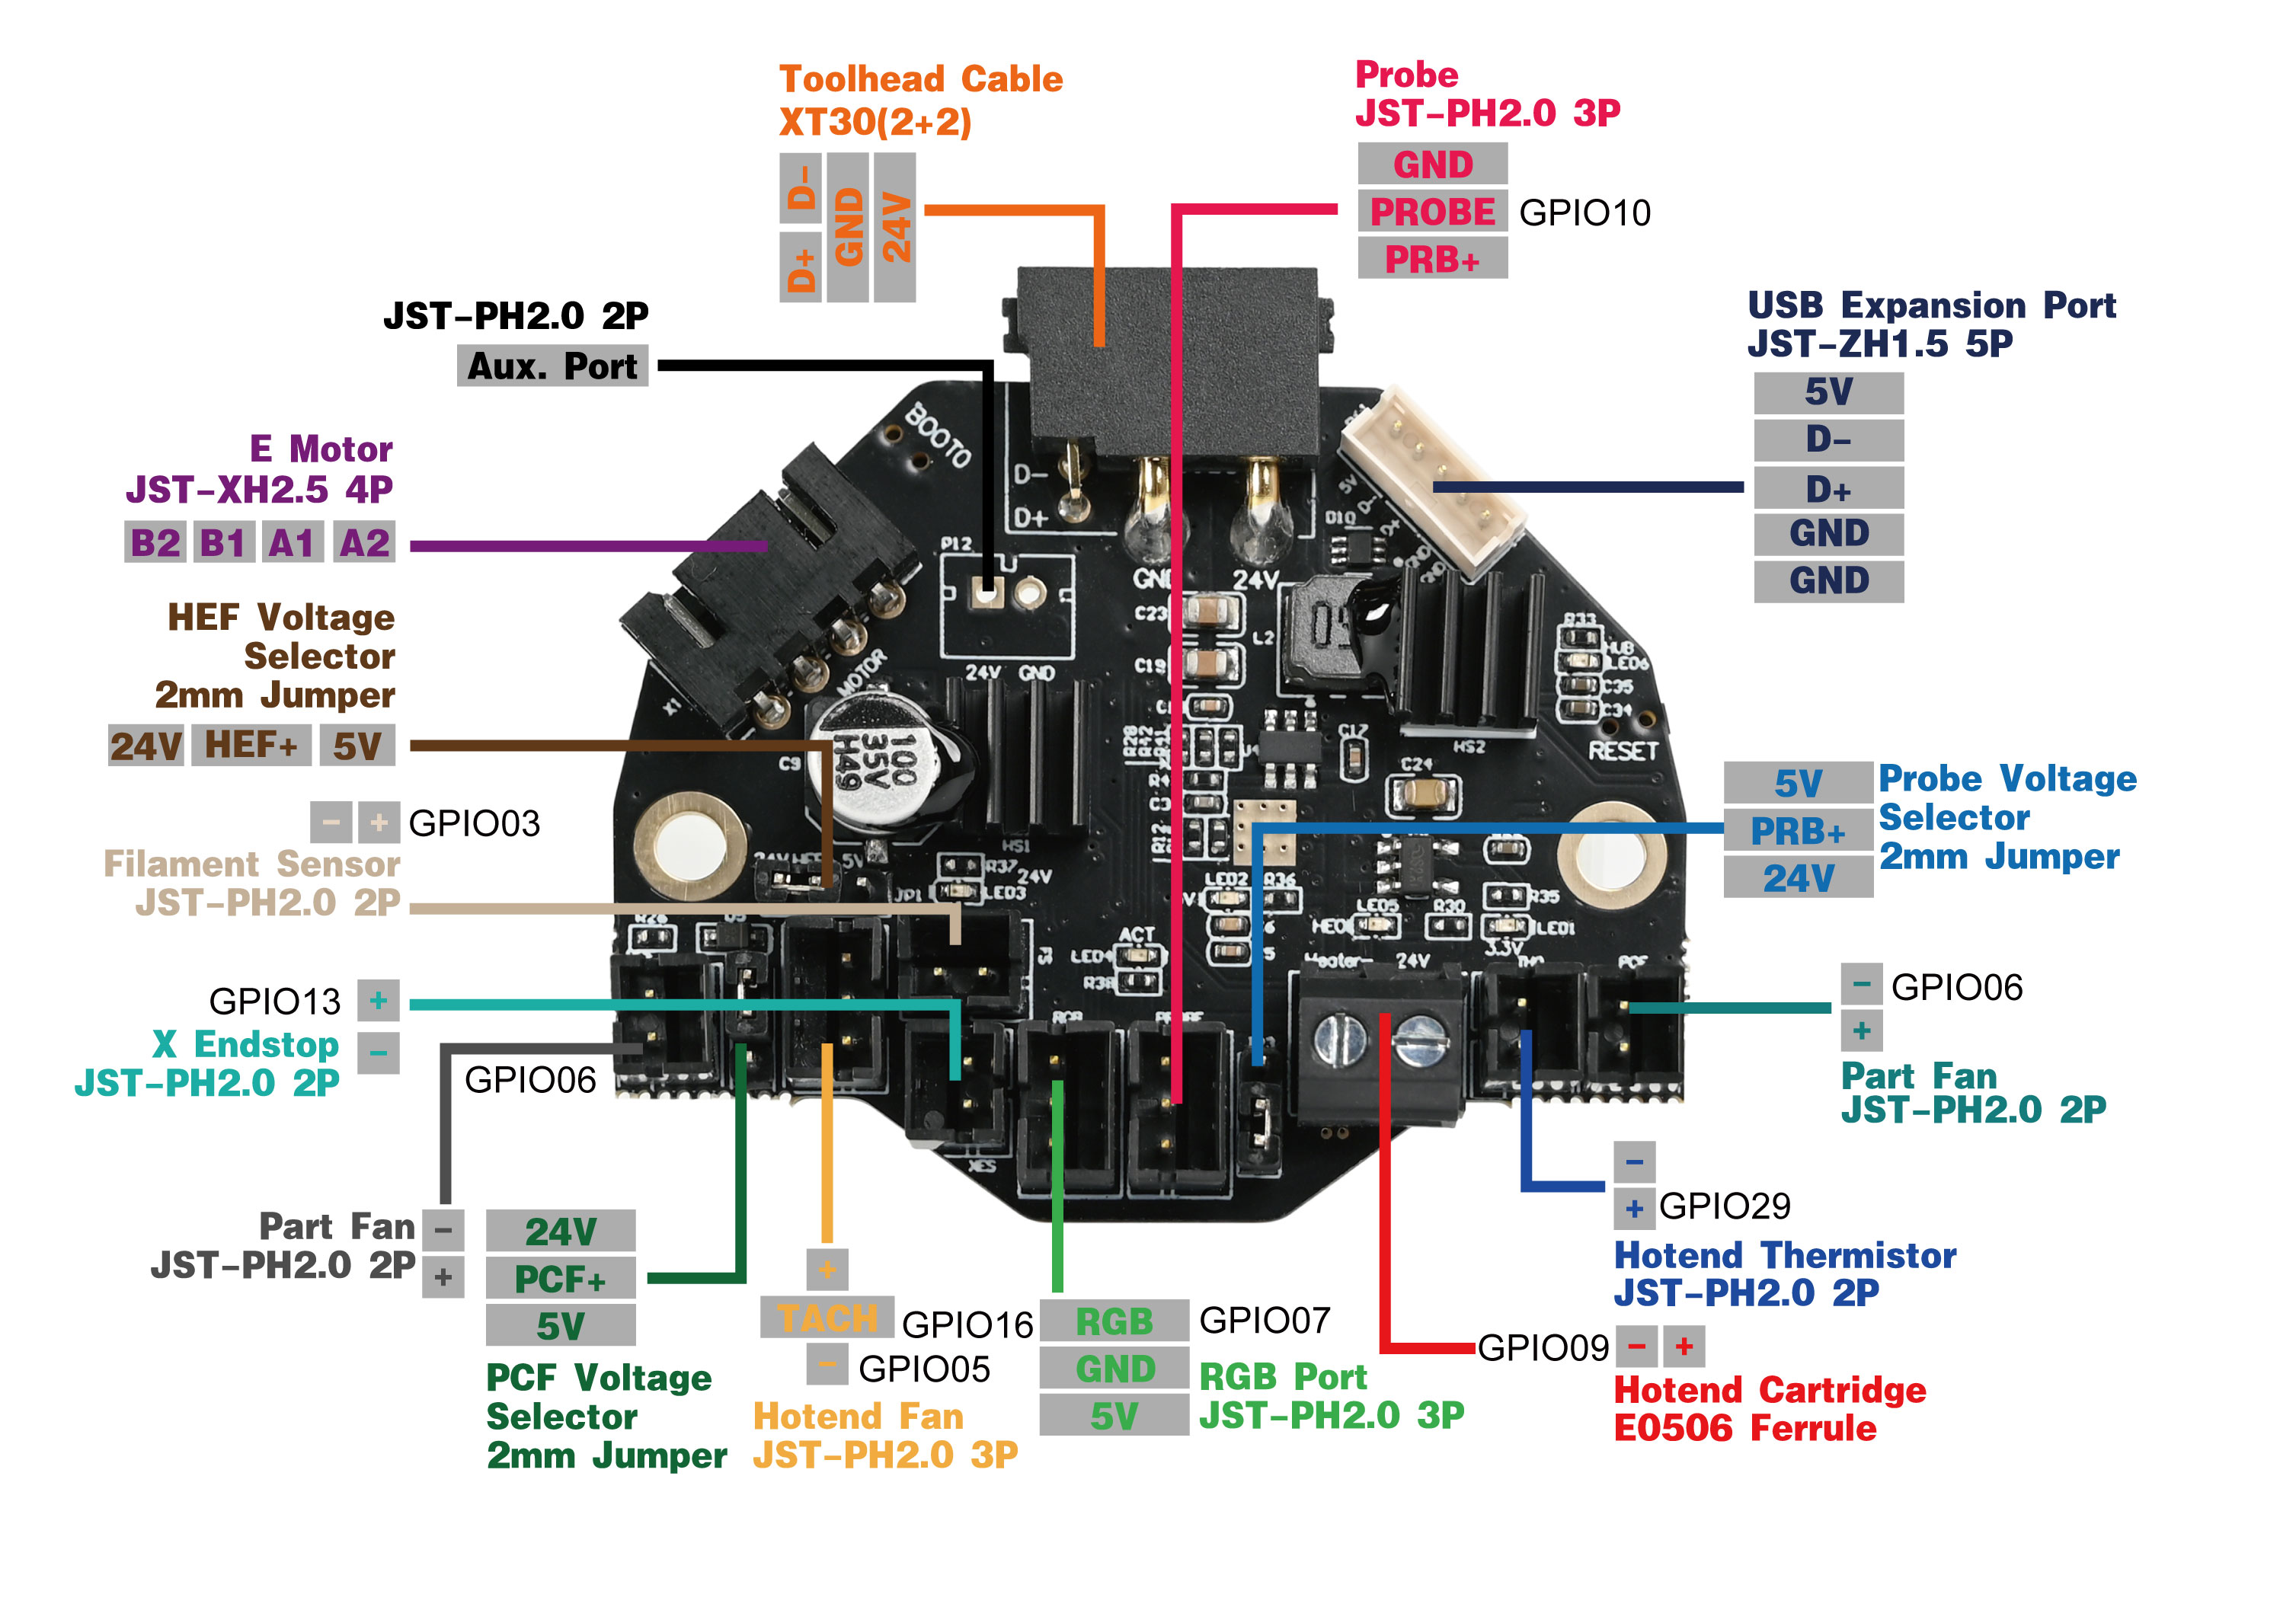 Toolhead Cable
XT30(2+2)
D-
D+
GND
24V
Probe
JST-PH2.0 3P
GND
PROBE GPIO10
PRB+
JST-PH2.0 2P
Aux. Port
USB Expansion Port
JST-ZH1.5 5P
5V
D-
D+
GND
GND
E Motor
JST-XH2.5 4P
B2 B1 A1 A2
HEF Voltage
Selector
2mm Jumper
24V HEF+ 5V
- + GPIO03
Filament Sensor
JST-PH2.0 2P
GPIO13 +
X Endstop -
JST-PH2.0 2P
GPIO06
Part Fan -
JST-PH2.0 2P +
24V
PCF+
5V
PCF Voltage
Selector
2mm Jumper
+
TACH GPIO16
- GPIO05
Hotend Fan
JST-PH2.0 3P
RGB GPIO07
GND
5V
RGB Port
JST-PH2.0 3P
GPIO09 - +
Hotend Cartridge
E0506 Ferrule
-
+ GPIO29
Hotend Thermistor
JST-PH2.0 2P
- GPIO06
+
Part Fan
JST-PH2.0 2P
5V
PRB+
24V
Probe Voltage
Selector
2mm Jumper
BOOT0
D-
D+
GND
24V
P12
24V GND
MOTOR
X1
C9
100
35V
H49
HS1
C23
C19
L2
D10
5V
D-
D+
GND
GND
R33
HUB
LED6
C35
C34
RESET
HS2
C17
C24
R28
R42
R41
R12
JP1
R37
24V
LED3
LED2 R36
LED5
R30
R35
LED1
3.3V
ACT
LED4
R38
Heater- 24V
RGB
PROBE
XES
PCF